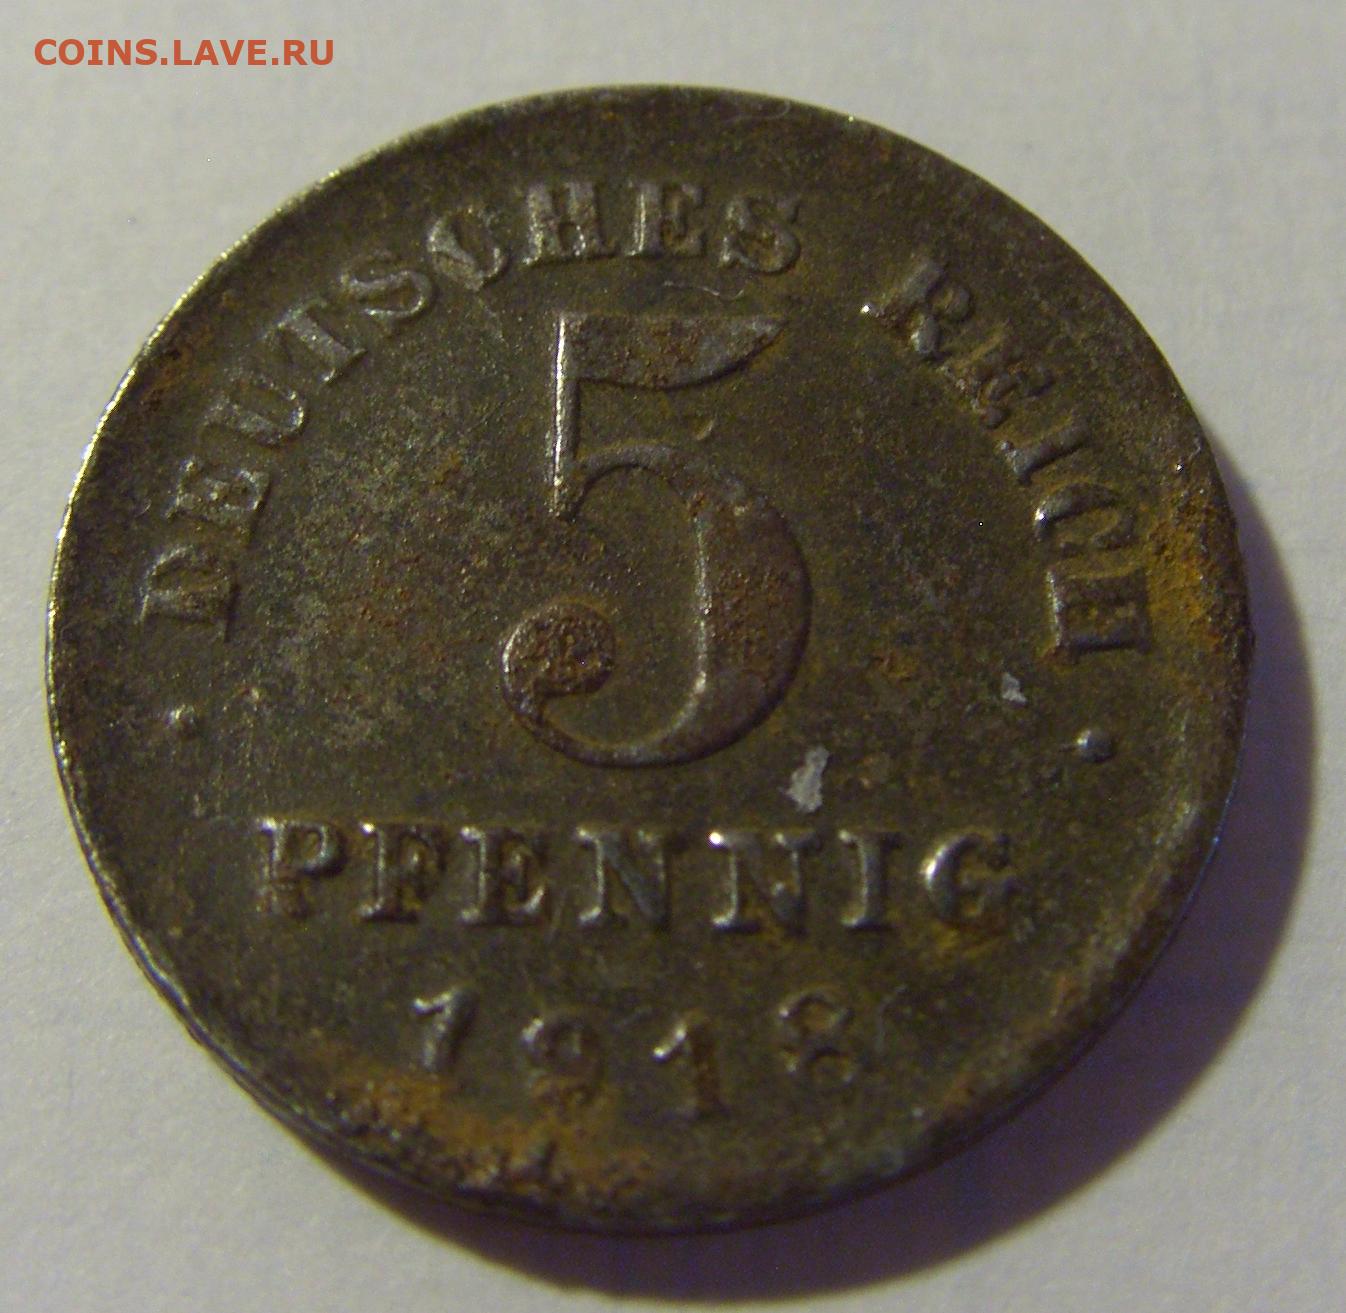 COINS.LAVE.RU
· DEUTSCHES REICH ·
5
PFENNIG
1918